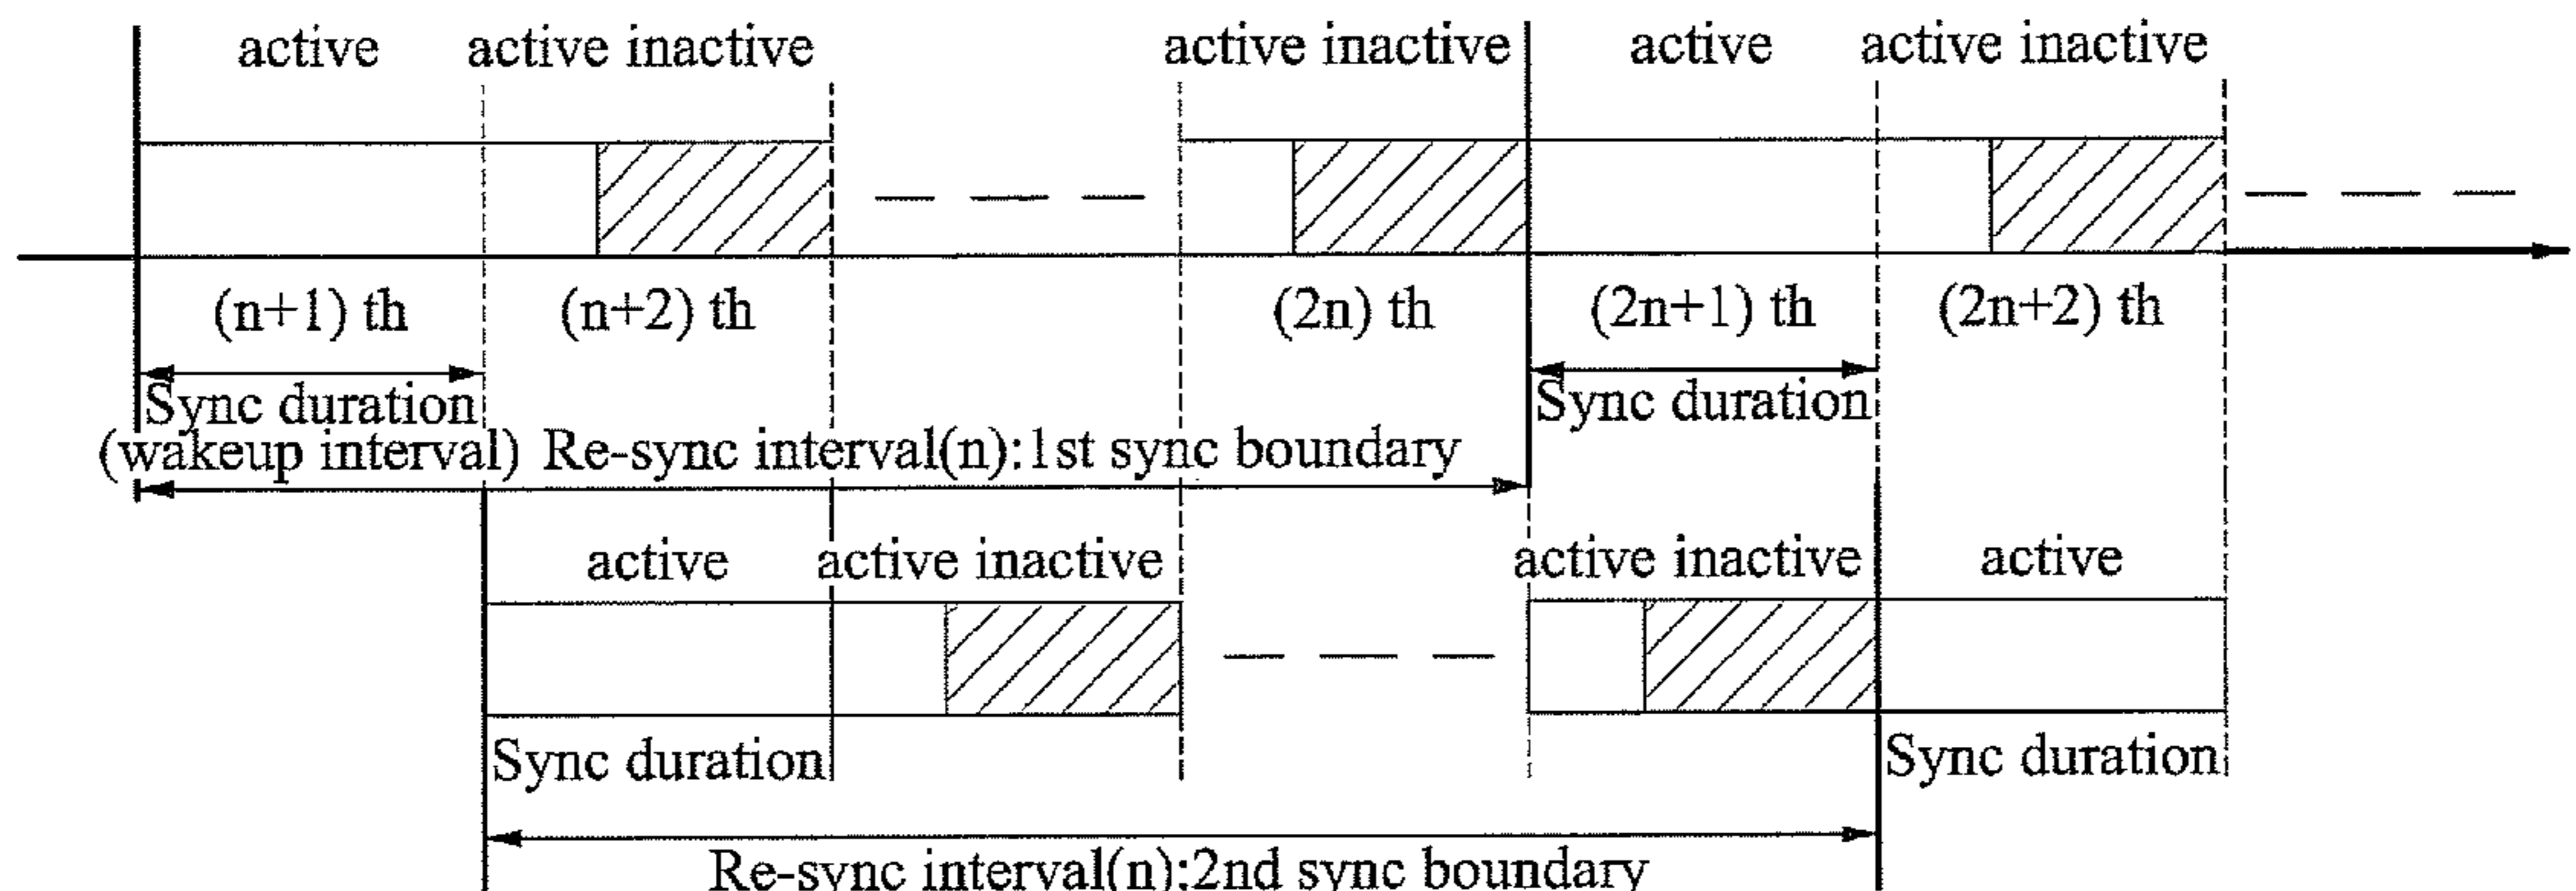 active active inactive active inactive active active inactive
(n+1) th (n+2) th (2n) th (2n+1) th (2n+2) th
Sync duration Sync duration
(wakeup interval) Re-sync interval(n):1st sync boundary
active active inactive active inactive active
Sync duration Sync duration
Re-sync interval(n):2nd sync boundary